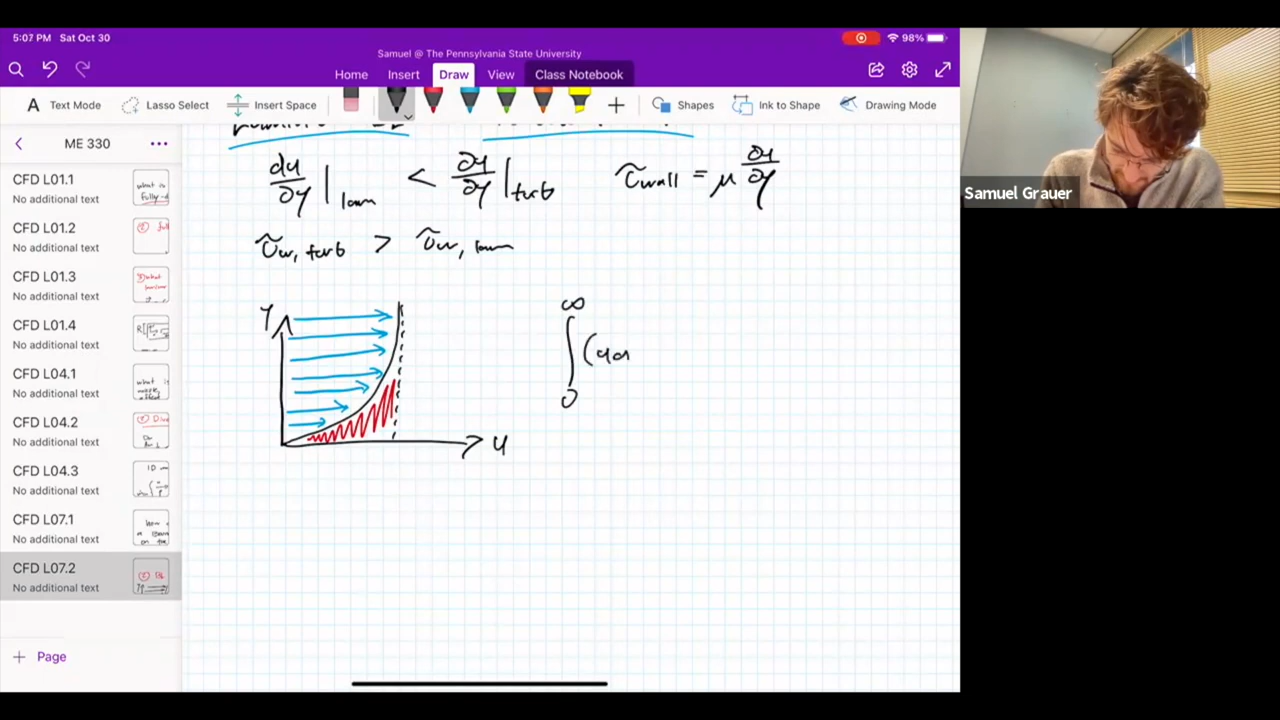 5:07 PM Sat Oct 30
98%
Samuel @ The Pennsylvania State University
Home Insert Draw View Class Notebook
A Text Mode Lasso Select Insert Space Shapes Ink to Shape Drawing Mode
ME 330
CFD L01.1
No additional text
CFD L01.2
No additional text
CFD L01.3
No additional text
CFD L01.4
No additional text
CFD L04.1
No additional text
CFD L04.2
No additional text
CFD L04.3
No additional text
CFD L07.1
No additional text
CFD L07.2
No additional text
+ Page
∂u/∂y|lam < ∂u/∂y|turb τwall = μ ∂u/∂y
τw, turb > τw, lam
y
u
∞
∫
0
Samuel Grauer